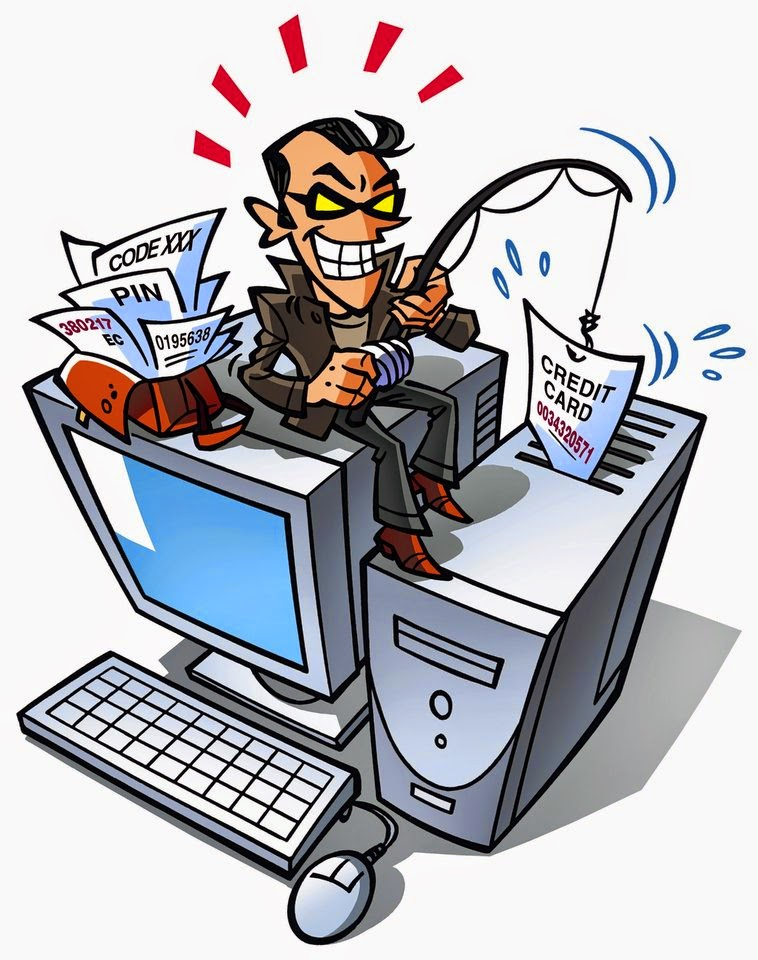 CODE XXX
PIN
380217
EC
0195638
CREDIT
CARD
0034320571